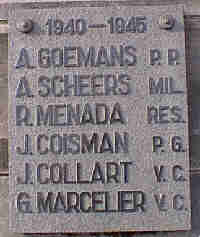 1940-1945
A. GOEMANS P.P.
A. SCHEERS MIL.
R. MENADA RES.
J. COISMAN P.G.
J. COLLART V.C.
G. MARCELIER V.C.